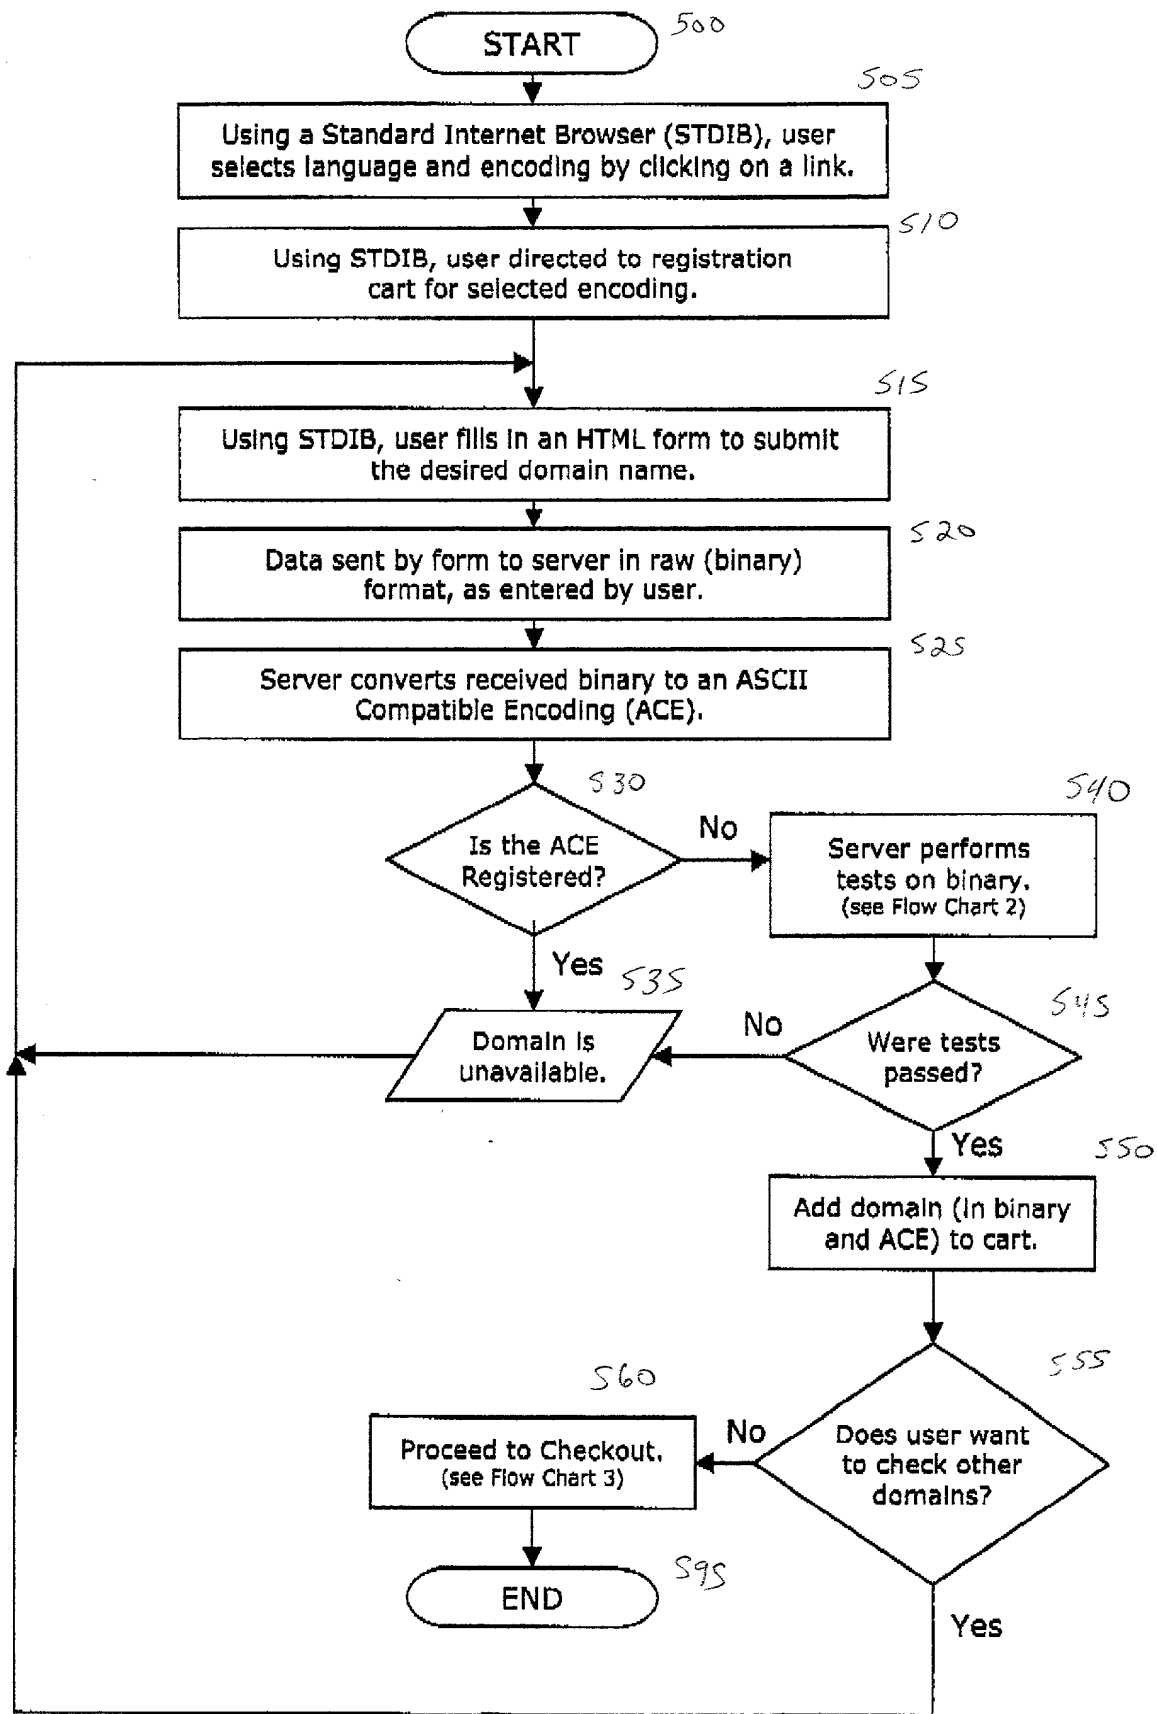 START
500
505
Using a Standard Internet Browser (STDIB), user
selects language and encoding by clicking on a link.
510
Using STDIB, user directed to registration
cart for selected encoding.
515
Using STDIB, user fills in an HTML form to submit
the desired domain name.
520
Data sent by form to server in raw (binary)
format, as entered by user.
525
Server converts received binary to an ASCII
Compatible Encoding (ACE).
530
Is the ACE
Registered?
No
540
Server performs
tests on binary.
(see Flow Chart 2)
Yes
535
Domain is
unavailable.
No
545
Were tests
passed?
Yes
550
Add domain (in binary
and ACE) to cart.
555
Does user want
to check other
domains?
No
560
Proceed to Checkout.
(see Flow Chart 3)
595
END
Yes